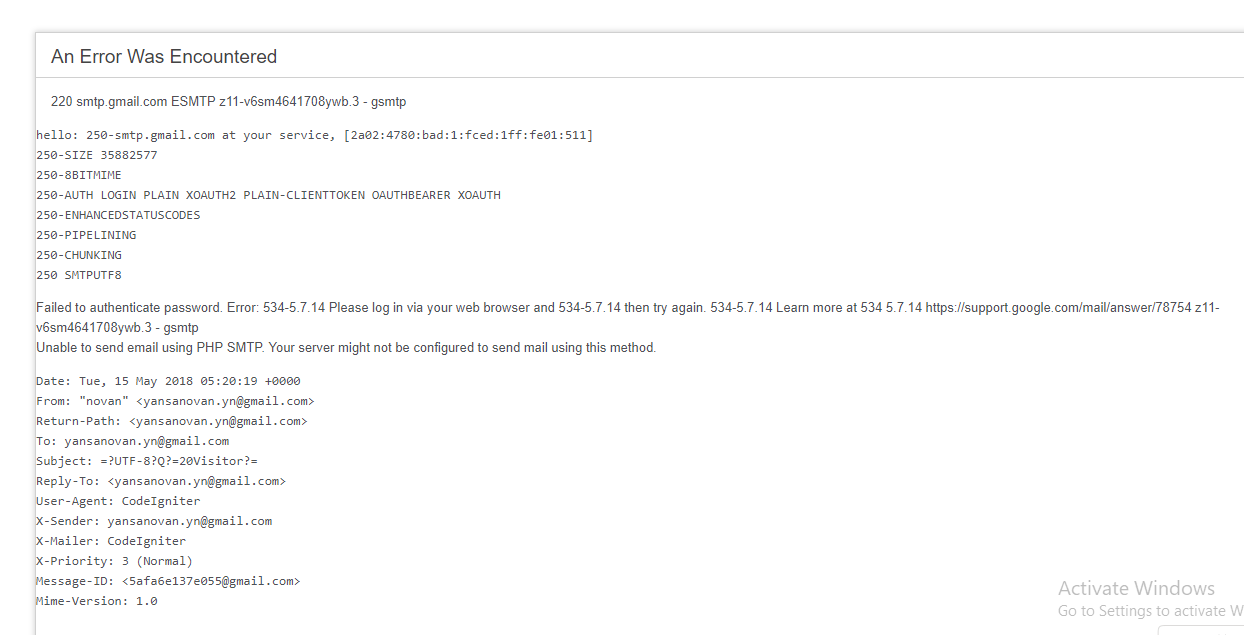 An Error Was Encountered
220 smtp.gmail.com ESMTP z11-v6sm4641708ywb.3 - gsmtp
hello: 250-smtp.gmail.com at your service, [2a02:4780:bad:1:fced:1ff:fe01:511]
250-SIZE 35882577
250-8BITMIME
250-AUTH LOGIN PLAIN XOAUTH2 PLAIN-CLIENTTOKEN OAUTHBEARER XOAUTH
250-ENHANCEDSTATUSCODES
250-PIPELINING
250-CHUNKING
250 SMTPUTF8
Failed to authenticate password. Error: 534-5.7.14 Please log in via your web browser and 534-5.7.14 then try again. 534-5.7.14 Learn more at 534 5.7.14 https://support.google.com/mail/answer/78754 z11-
v6sm4641708ywb.3 - gsmtp
Unable to send email using PHP SMTP. Your server might not be configured to send mail using this method.
Date: Tue, 15 May 2018 05:20:19 +0000
From: "novan" <yansanovan.yn@gmail.com>
Return-Path: <yansanovan.yn@gmail.com>
To: yansanovan.yn@gmail.com
Subject: =?UTF-8?Q?=20Visitor?=
Reply-To: <yansanovan.yn@gmail.com>
User-Agent: CodeIgniter
X-Sender: yansanovan.yn@gmail.com
X-Mailer: CodeIgniter
X-Priority: 3 (Normal)
Message-ID: <5afa6e137e055@gmail.com>
Mime-Version: 1.0
Activate Windows
Go to Settings to activate W